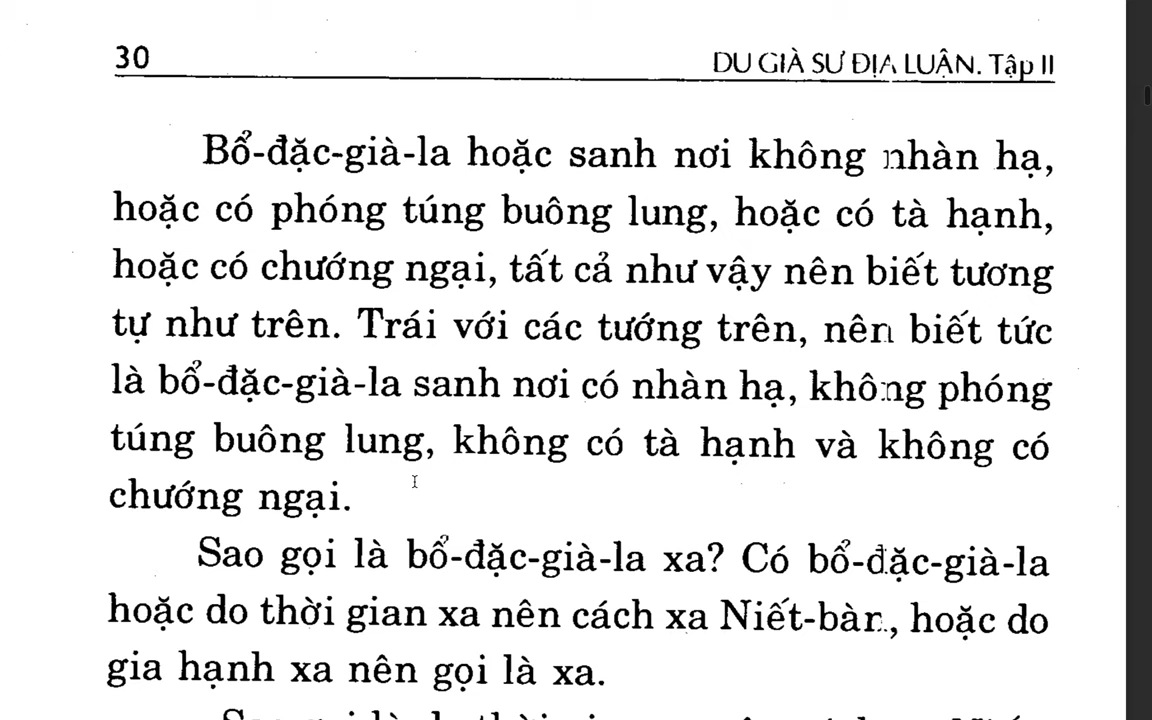 30
DU GIÀ SƯ ĐỊA LUẬN. Tập II
Bổ-đặc-già-la hoặc sanh nơi không nhàn hạ,
hoặc có phóng túng buông lung, hoặc có tà hạnh,
hoặc có chướng ngại, tất cả như vậy nên biết tương
tự như trên. Trái với các tướng trên, nên biết tức
là bổ-đặc-già-la sanh nơi có nhàn hạ, không phóng
túng buông lung, không có tà hạnh và không có
chướng ngại.
Sao gọi là bổ-đặc-già-la xa? Có bổ-đặc-già-la
hoặc do thời gian xa nên cách xa Niết-bàn, hoặc do
gia hạnh xa nên gọi là xa.